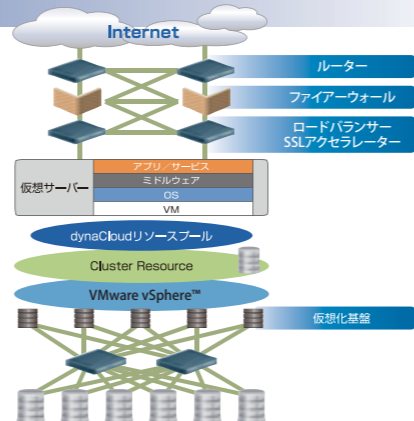 Internet
ルーター
ファイアーウォール
ロードバランサー
SSLアクセラレーター
仮想サーバー
アプリ／サービス
ミドルウェア
OS
VM
dynaCloudリソースプール
Cluster Resource
VMware vSphere™
仮想化基盤